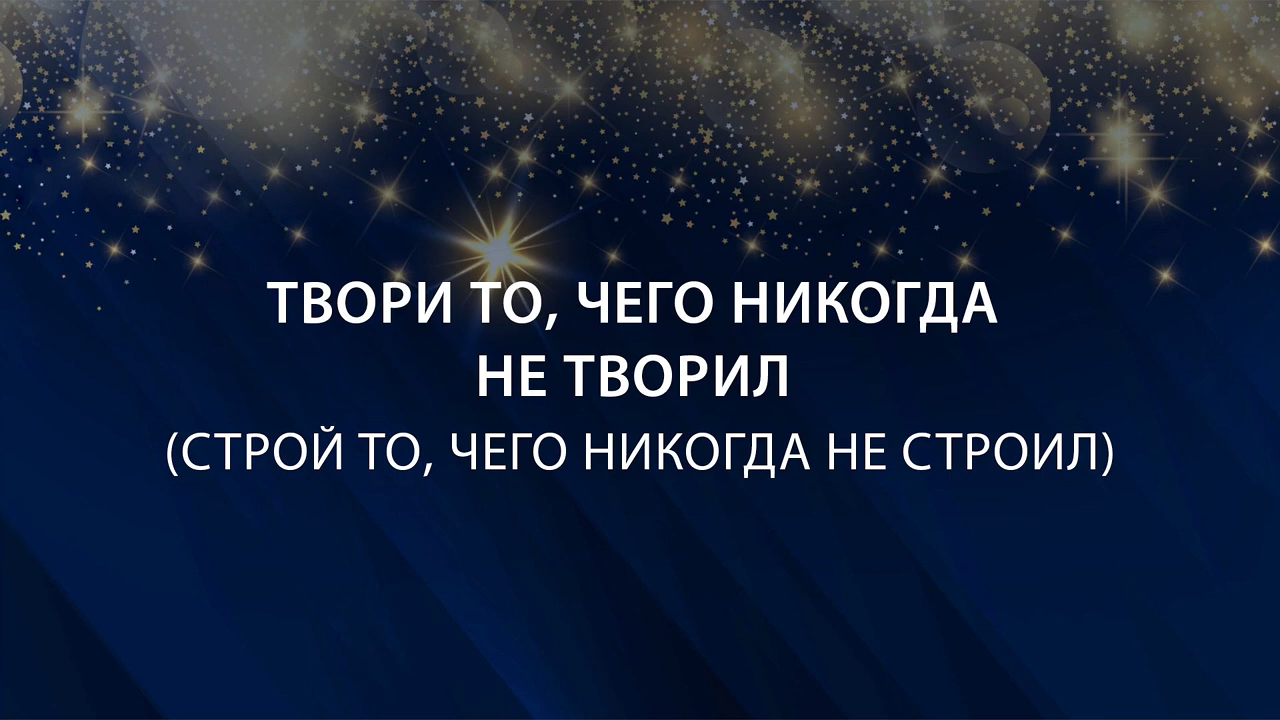 ТВОРИ ТО, ЧЕГО НИКОГДА
НЕ ТВОРИЛ
(СТРОЙ ТО, ЧЕГО НИКОГДА НЕ СТРОИЛ)